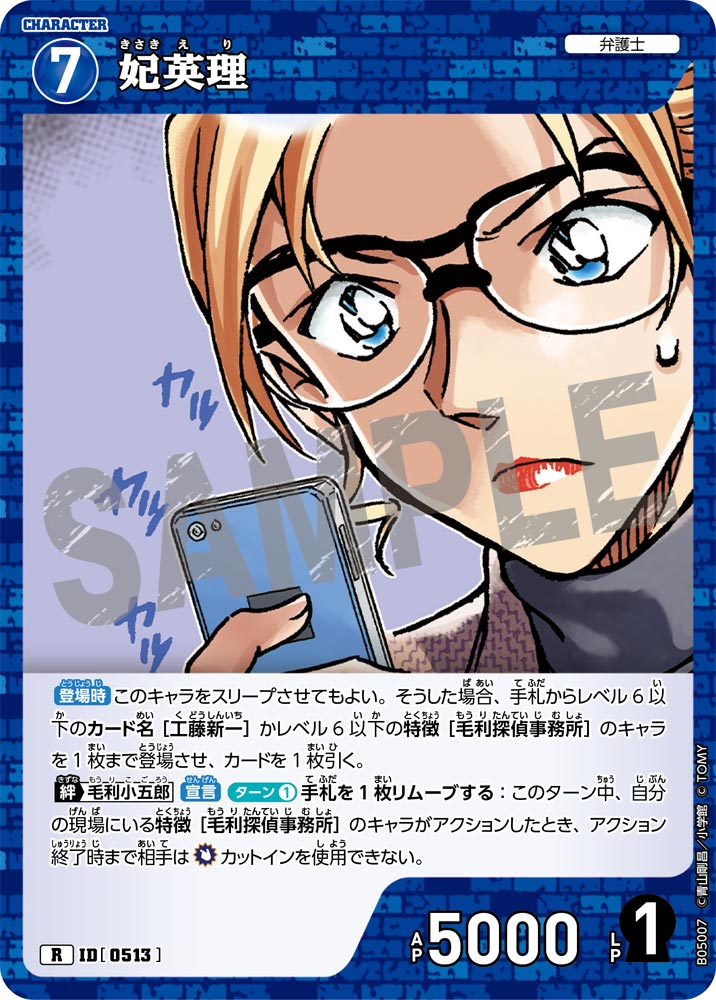 CHARACTER
きさき え り
7 妃英理
弁護士
ヤルッ
ヤルッ
ヤルッ
SAMPLE
登場時 このキャラをスリープさせてもよい。そうした場合、手札からレベル6以
下のカード名［工藤新一］かレベル6以下の特徴［毛利探偵事務所］のキャラ
を1枚まで登場させ、カードを1枚引く。
絆 毛利小五郎 宣言 ターン① 手札を1枚リムーブする：このターン中、自分
の現場にいる特徴［毛利探偵事務所］のキャラがアクションしたとき、アクション
終了時まで相手は カットインを使用できない。
R ID[ 0513 ]
AP 5000 LP 1
B05007 ©青山剛昌／小学館 ©TOMY